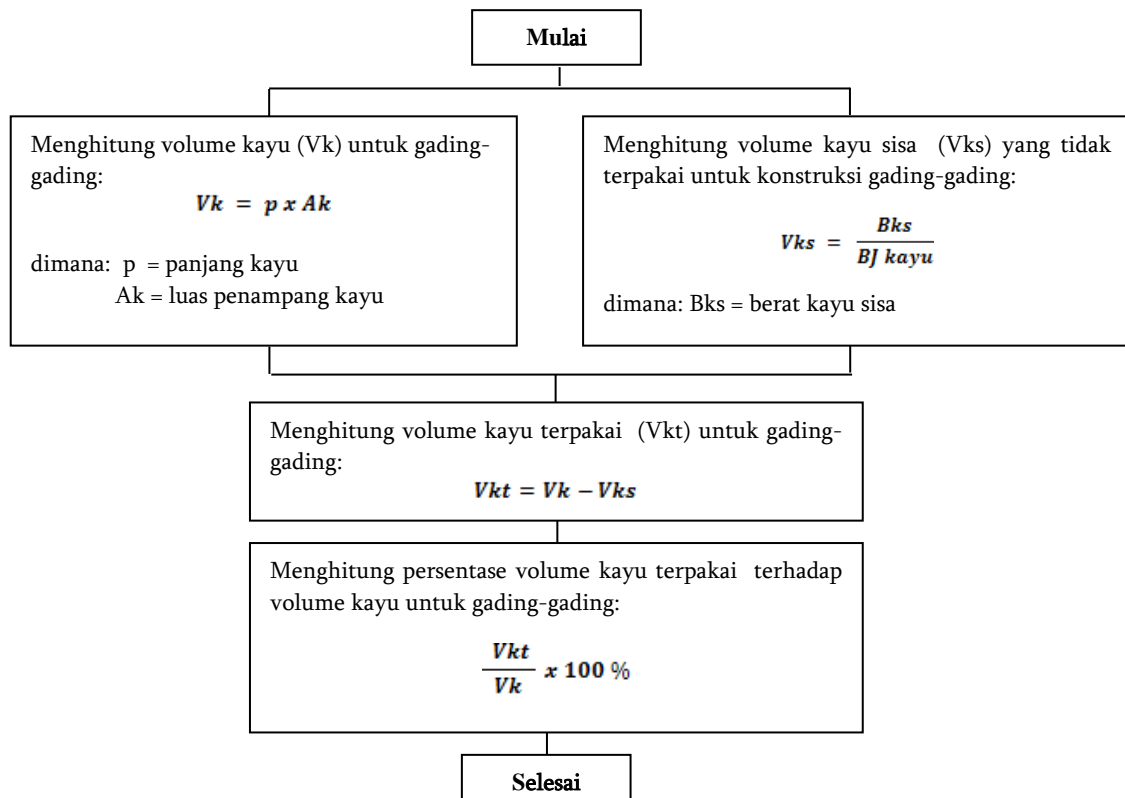 Mulai
Menghitung volume kayu (Vk) untuk gading-
gading:
Vk = p x Ak
dimana: p = panjang kayu
Ak = luas penampang kayu
Menghitung volume kayu sisa (Vks) yang tidak
terpakai untuk konstruksi gading-gading:
Vks = Bks / BJ kayu
dimana: Bks = berat kayu sisa
Menghitung volume kayu terpakai (Vkt) untuk gading-
gading:
Vkt = Vk – Vks
Menghitung persentase volume kayu terpakai terhadap
volume kayu untuk gading-gading:
Vkt / Vk x 100 %
Selesai